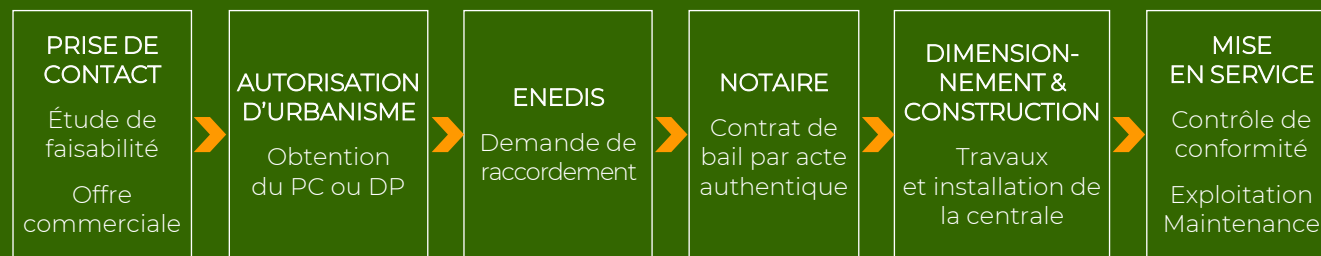 PRISE DE
CONTACT
Étude de
faisabilité
Offre
commerciale
AUTORISATION
D'URBANISME
Obtention
du PC ou DP
ENEDIS
Demande de
raccordement
NOTAIRE
Contrat de
bail par acte
authentique
DIMENSION-
NEMENT &
CONSTRUCTION
Travaux
et installation de
la centrale
MISE
EN SERVICE
Contrôle de
conformité
Exploitation
Maintenance